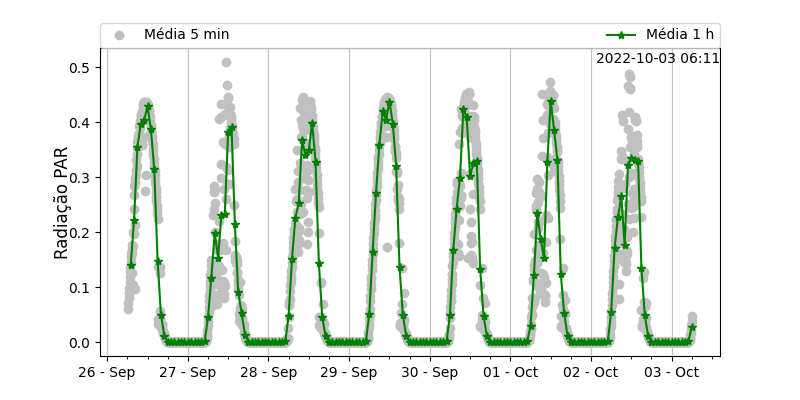 Média 5 min
Média 1 h
2022-10-03 06:11
Radiação PAR
0.5
0.4
0.3
0.2
0.1
0.0
26 - Sep
27 - Sep
28 - Sep
29 - Sep
30 - Sep
01 - Oct
02 - Oct
03 - Oct